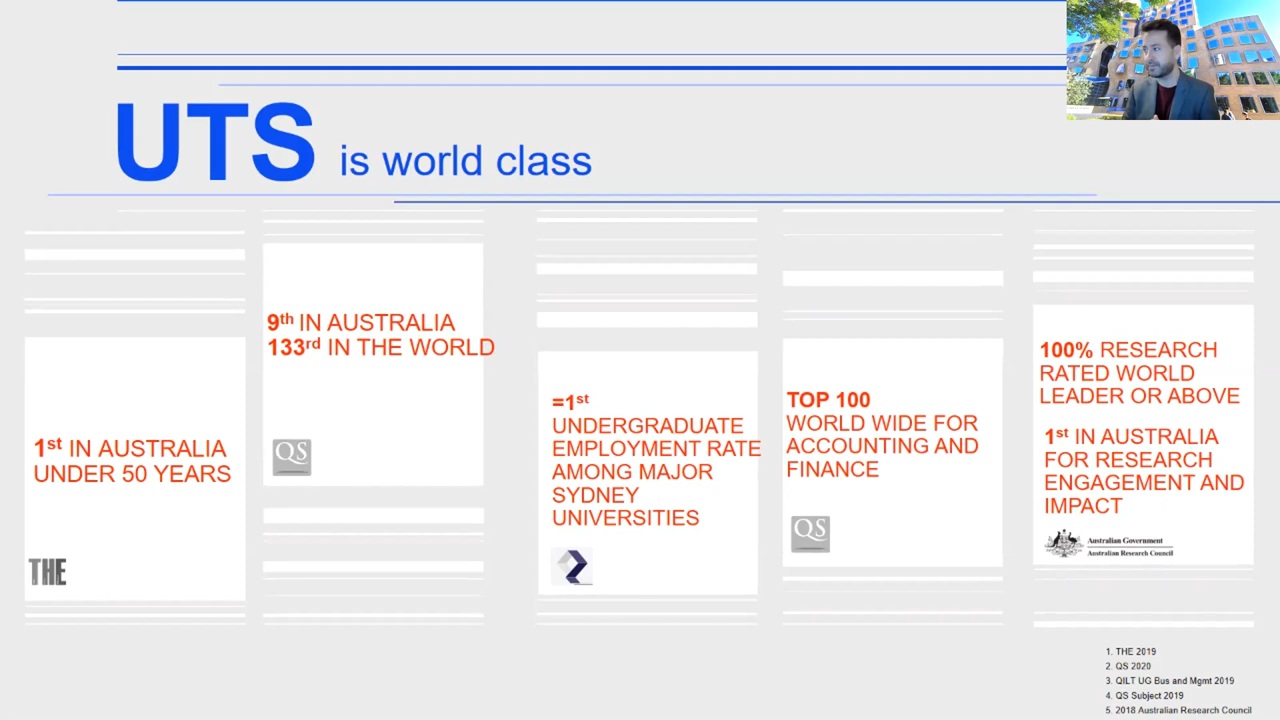 UTS is world class
1st IN AUSTRALIA
UNDER 50 YEARS
THE
9th IN AUSTRALIA
133rd IN THE WORLD
QS
=1st
UNDERGRADUATE
EMPLOYMENT RATE
AMONG MAJOR
SYDNEY
UNIVERSITIES
TOP 100
WORLD WIDE FOR
ACCOUNTING AND
FINANCE
QS
100% RESEARCH
RATED WORLD
LEADER OR ABOVE
1st IN AUSTRALIA
FOR RESEARCH
ENGAGEMENT AND
IMPACT
Australian Government
Australian Research Council
1. THE 2019
2. QS 2020
3. QILT UG Bus and Mgmt 2019
4. QS Subject 2019
5. 2018 Australian Research Council